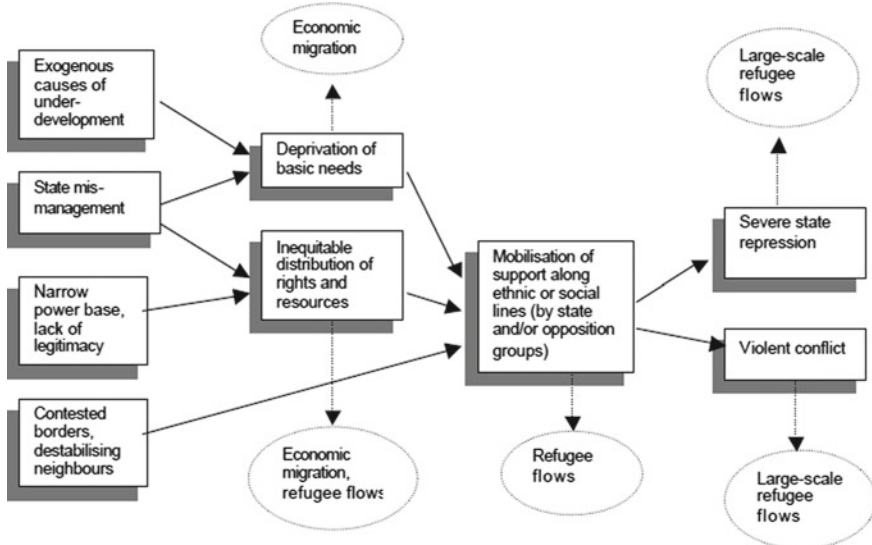 Economic
migration
Large-scale
refugee
flows
Exogenous
causes of
under-
development
Deprivation of
basic needs
State mis-
management
Severe state
repression
Inequitable
distribution of
rights and
resources
Mobilisation of
support along
ethnic or social
lines (by state
and/or opposition
groups)
Narrow
power base,
lack of
legitimacy
Violent conflict
Contested
borders,
destabilising
neighbours
Economic
migration,
refugee flows
Refugee
flows
Large-scale
refugee
flows